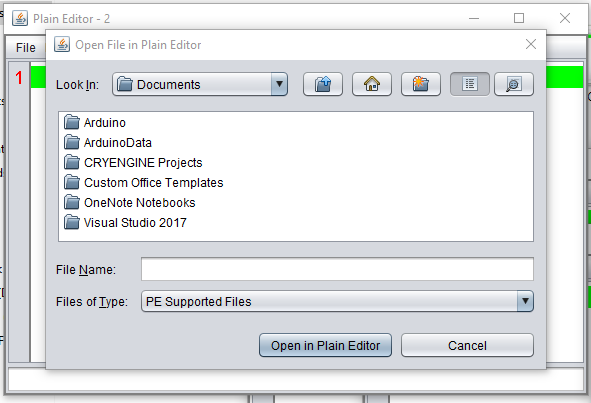 Plain Editor - 2
Open File in Plain Editor
File
Look In: Documents
1
Arduino
ArduinoData
CRYENGINE Projects
Custom Office Templates
OneNote Notebooks
Visual Studio 2017
File Name:
Files of Type: PE Supported Files
Open in Plain Editor Cancel